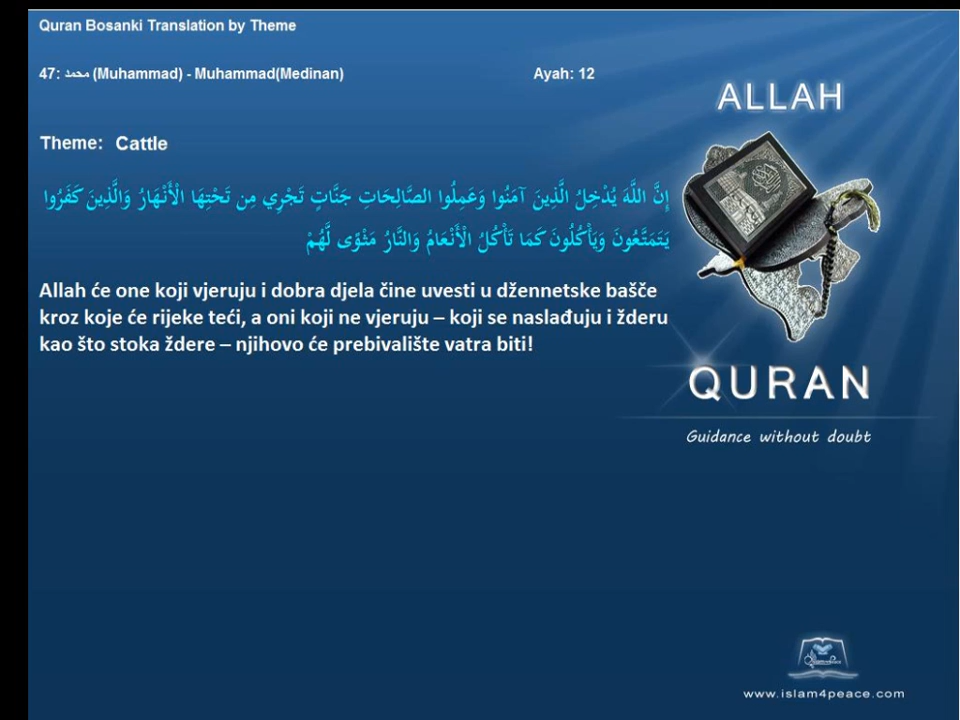 Quran Bosanki Translation by Theme
47: محمد (Muhammad) - Muhammad(Medinan) Ayah: 12
Theme: Cattle
إِنَّ اللَّهَ يُدْخِلُ الَّذِينَ آمَنُوا وَعَمِلُوا الصَّالِحَاتِ جَنَّاتٍ تَجْرِي مِن تَحْتِهَا الْأَنْهَارُ وَالَّذِينَ كَفَرُوا
يَتَمَتَّعُونَ وَيَأْكُلُونَ كَمَا تَأْكُلُ الْأَنْعَامُ وَالنَّارُ مَثْوًى لَّهُمْ
Allah će one koji vjeruju i dobra djela čine uvesti u džennetske bašče
kroz koje će rijeke teći, a oni koji ne vjeruju – koji se naslađuju i žderu
kao što stoka ždere – njihovo će prebivalište vatra biti!
ALLAH
QURAN
Guidance without doubt
www.islam4peace.com